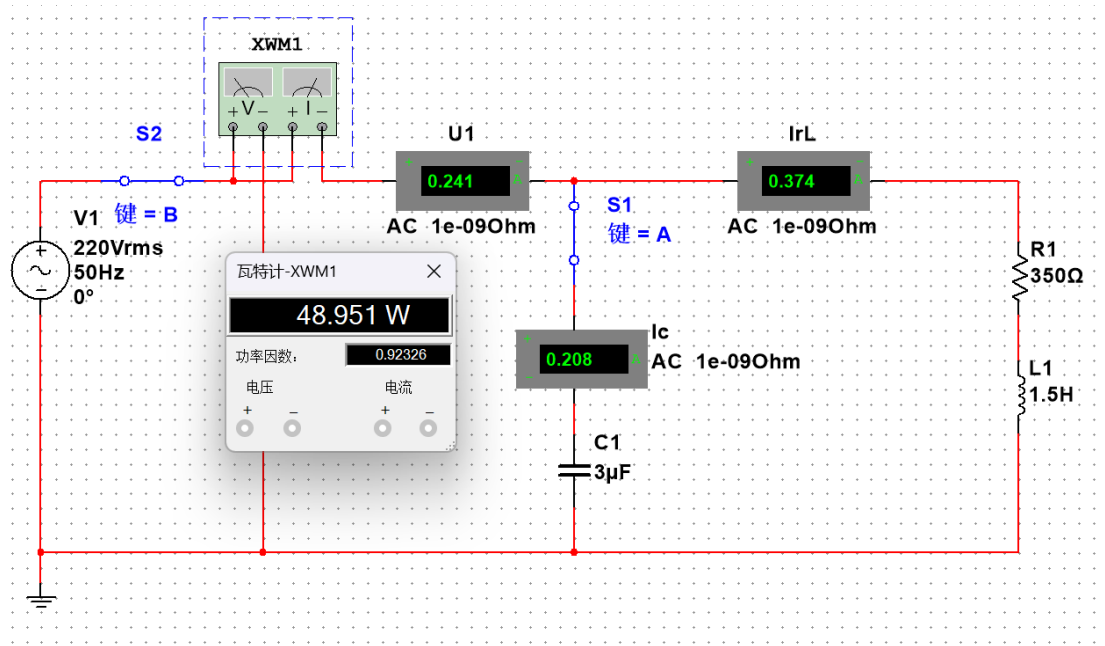 XWM1
V
I
+ - + -
S2
键 = B
U1
0.241
A
AC 1e-09Ohm
IrL
0.374
A
AC 1e-09Ohm
S1
键 = A
V1
220Vrms
50Hz
0°
瓦特计-XWM1
48.951 W
功率因数:
0.92326
电压
电流
+ - + -
Ic
0.208
A
AC 1e-09Ohm
R1
350Ω
L1
1.5H
C1
3µF